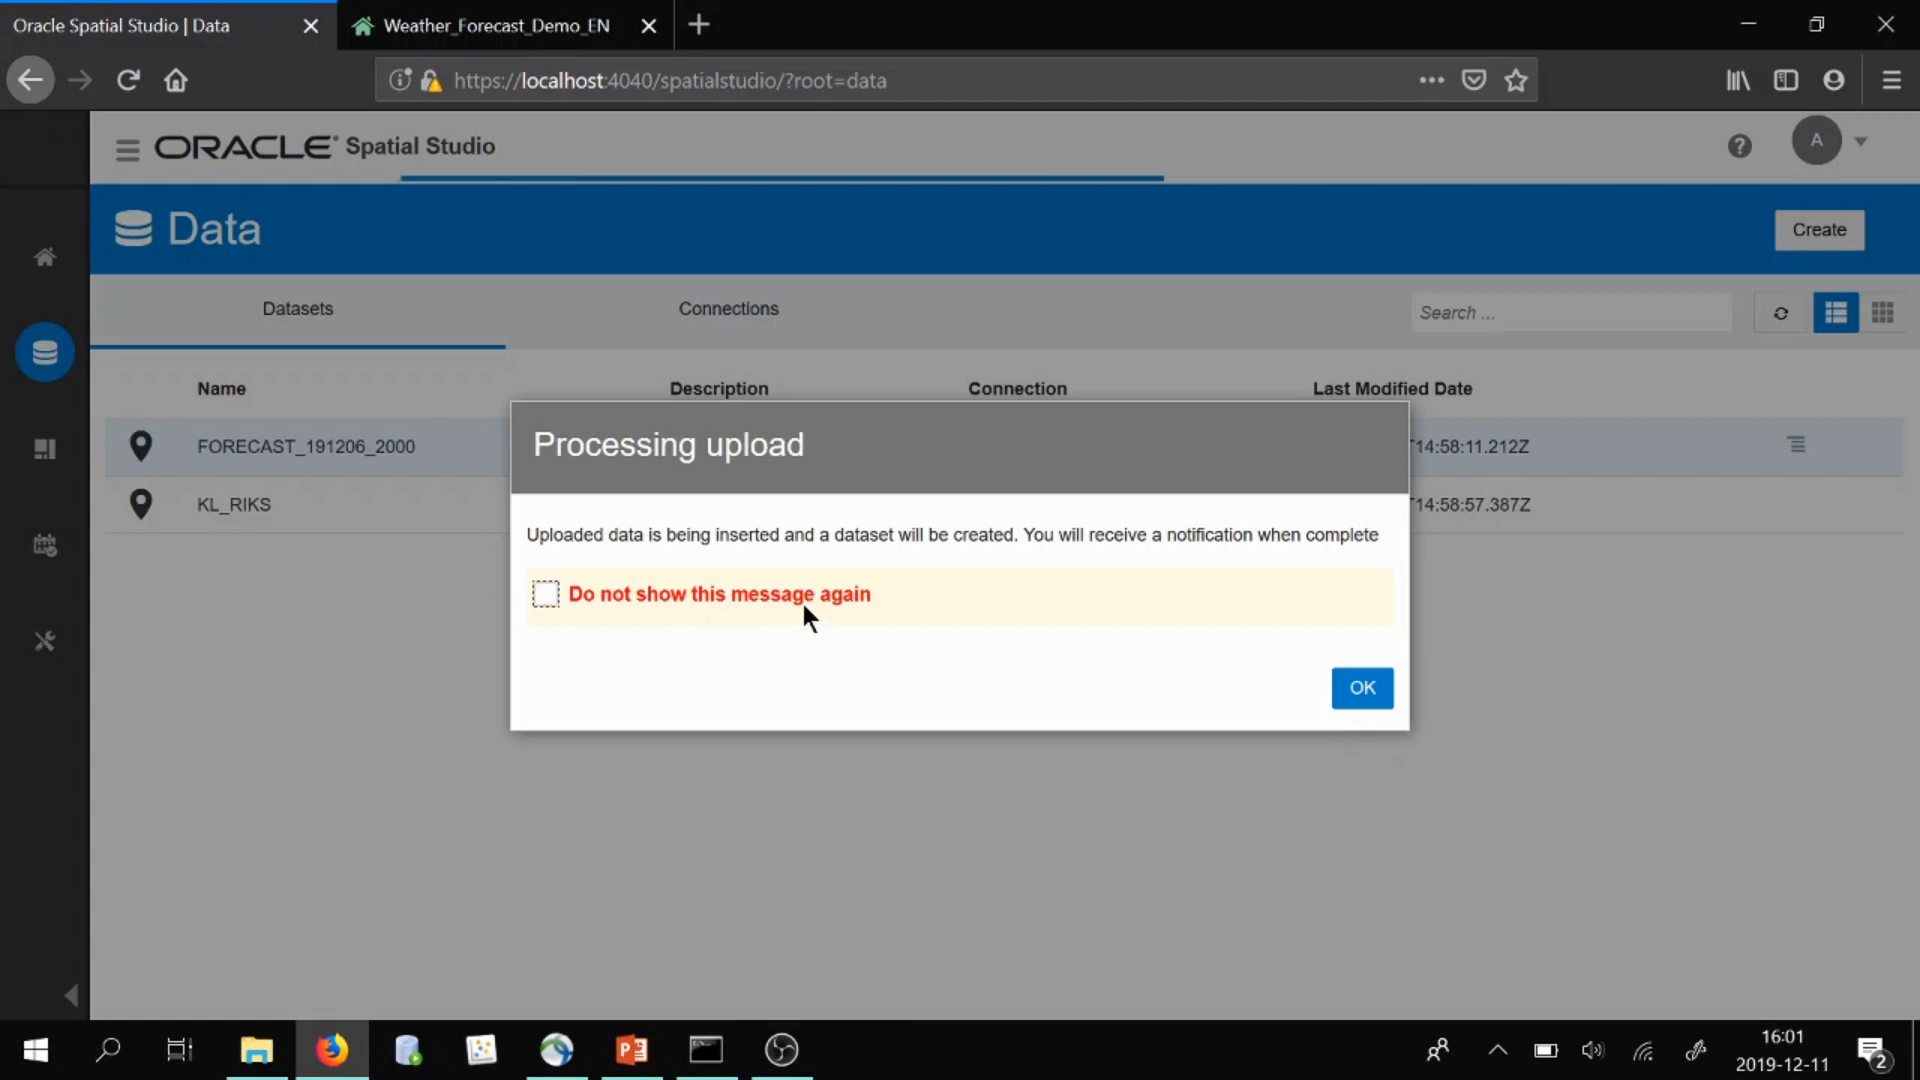 Oracle Spatial Studio | Data
Weather_Forecast_Demo_EN
https://localhost:4040/spatialstudio/?root=data
ORACLE® Spatial Studio
A
Data
Create
Datasets
Connections
Search ...
Name
Description
Connection
Last Modified Date
FORECAST_191206_2000
T14:58:11.212Z
KL_RIKS
T14:58:57.387Z
Processing upload
Uploaded data is being inserted and a dataset will be created. You will receive a notification when complete
Do not show this message again
OK
16:01
2019-12-11
2